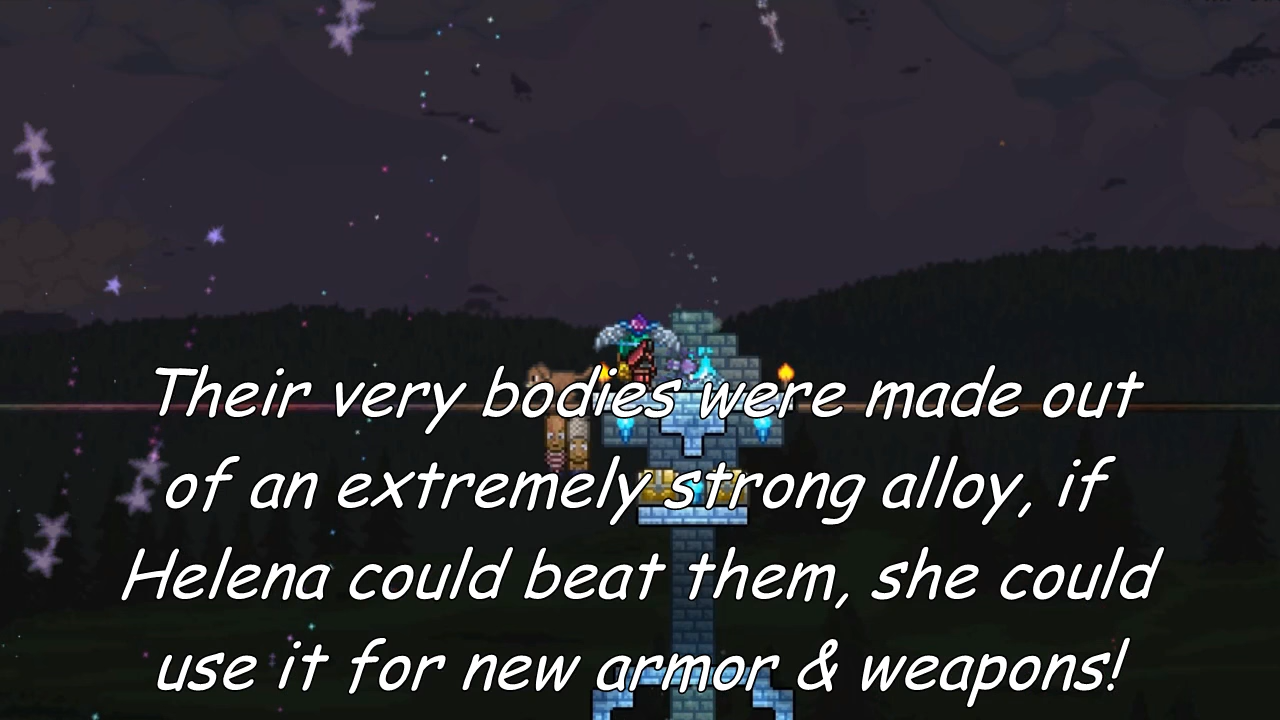 Their very bodies were made out
of an extremely strong alloy, if
Helena could beat them, she could
use it for new armor & weapons!